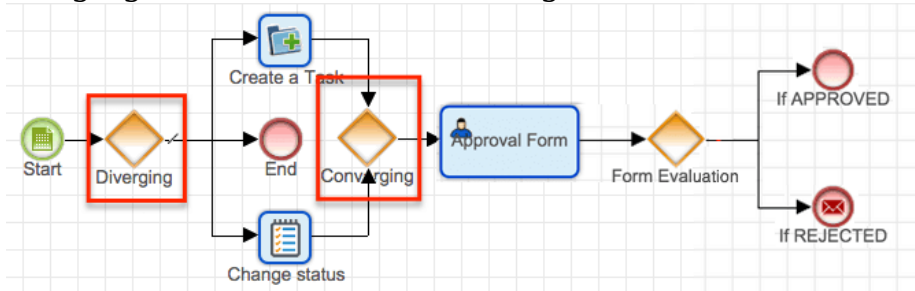 Create a Task
If APPROVED
Approval Form
Start
Diverging
End
Converging
Form Evaluation
If REJECTED
Change status